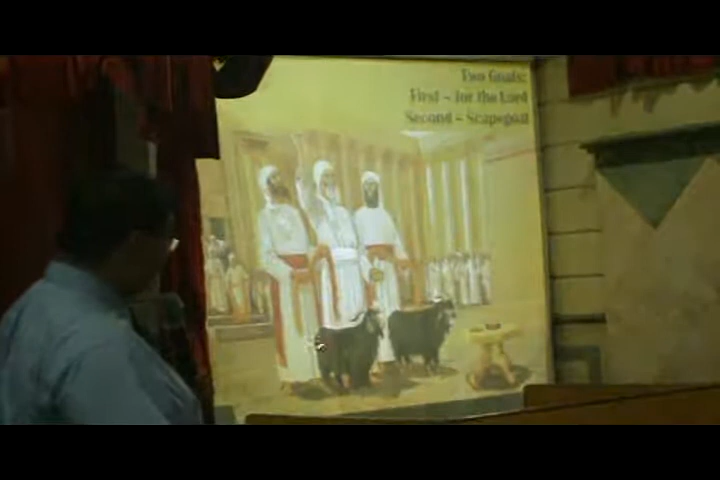 Two Goats:
First – for the Lord
Second – Scapegoat